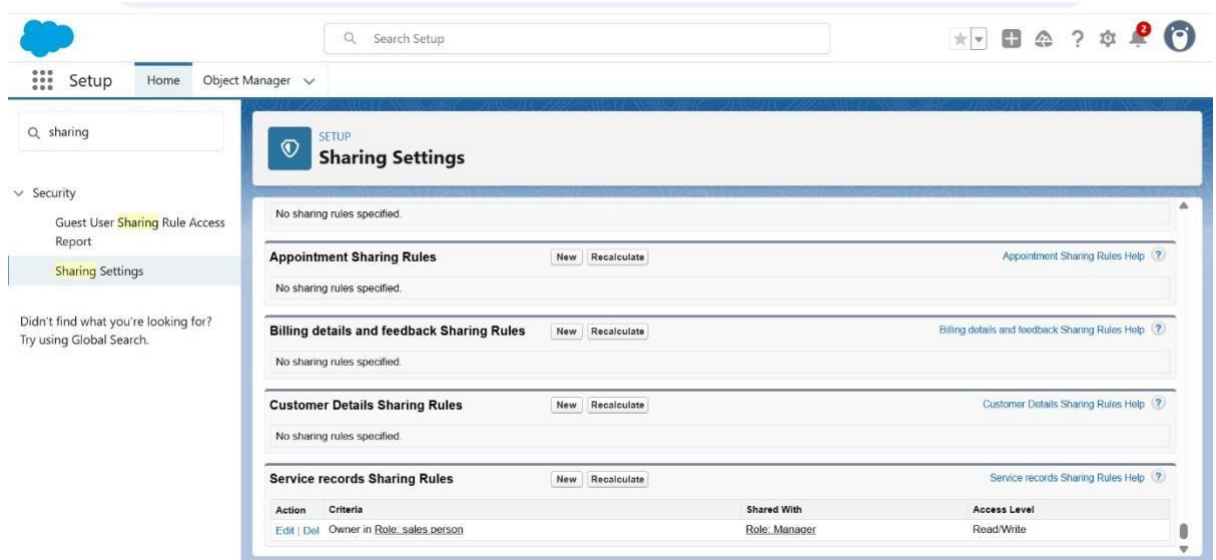 Search Setup
2
Setup Home Object Manager
sharing
SETUP
Sharing Settings
Security
Guest User Sharing Rule Access
Report
Sharing Settings
Didn't find what you're looking for?
Try using Global Search.
No sharing rules specified.
Appointment Sharing Rules New Recalculate Appointment Sharing Rules Help ?
No sharing rules specified.
Billing details and feedback Sharing Rules New Recalculate Billing details and feedback Sharing Rules Help ?
No sharing rules specified.
Customer Details Sharing Rules New Recalculate Customer Details Sharing Rules Help ?
No sharing rules specified.
Service records Sharing Rules New Recalculate Service records Sharing Rules Help ?
Action Criteria Shared With Access Level
Edit | Del Owner in Role: sales person Role: Manager Read/Write